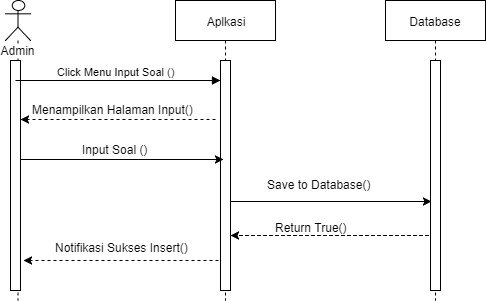 Aplkasi
Database
Admin
Click Menu Input Soal ()
Menampilkan Halaman Input()
Input Soal ()
Save to Database()
Return True()
Notifikasi Sukses Insert()